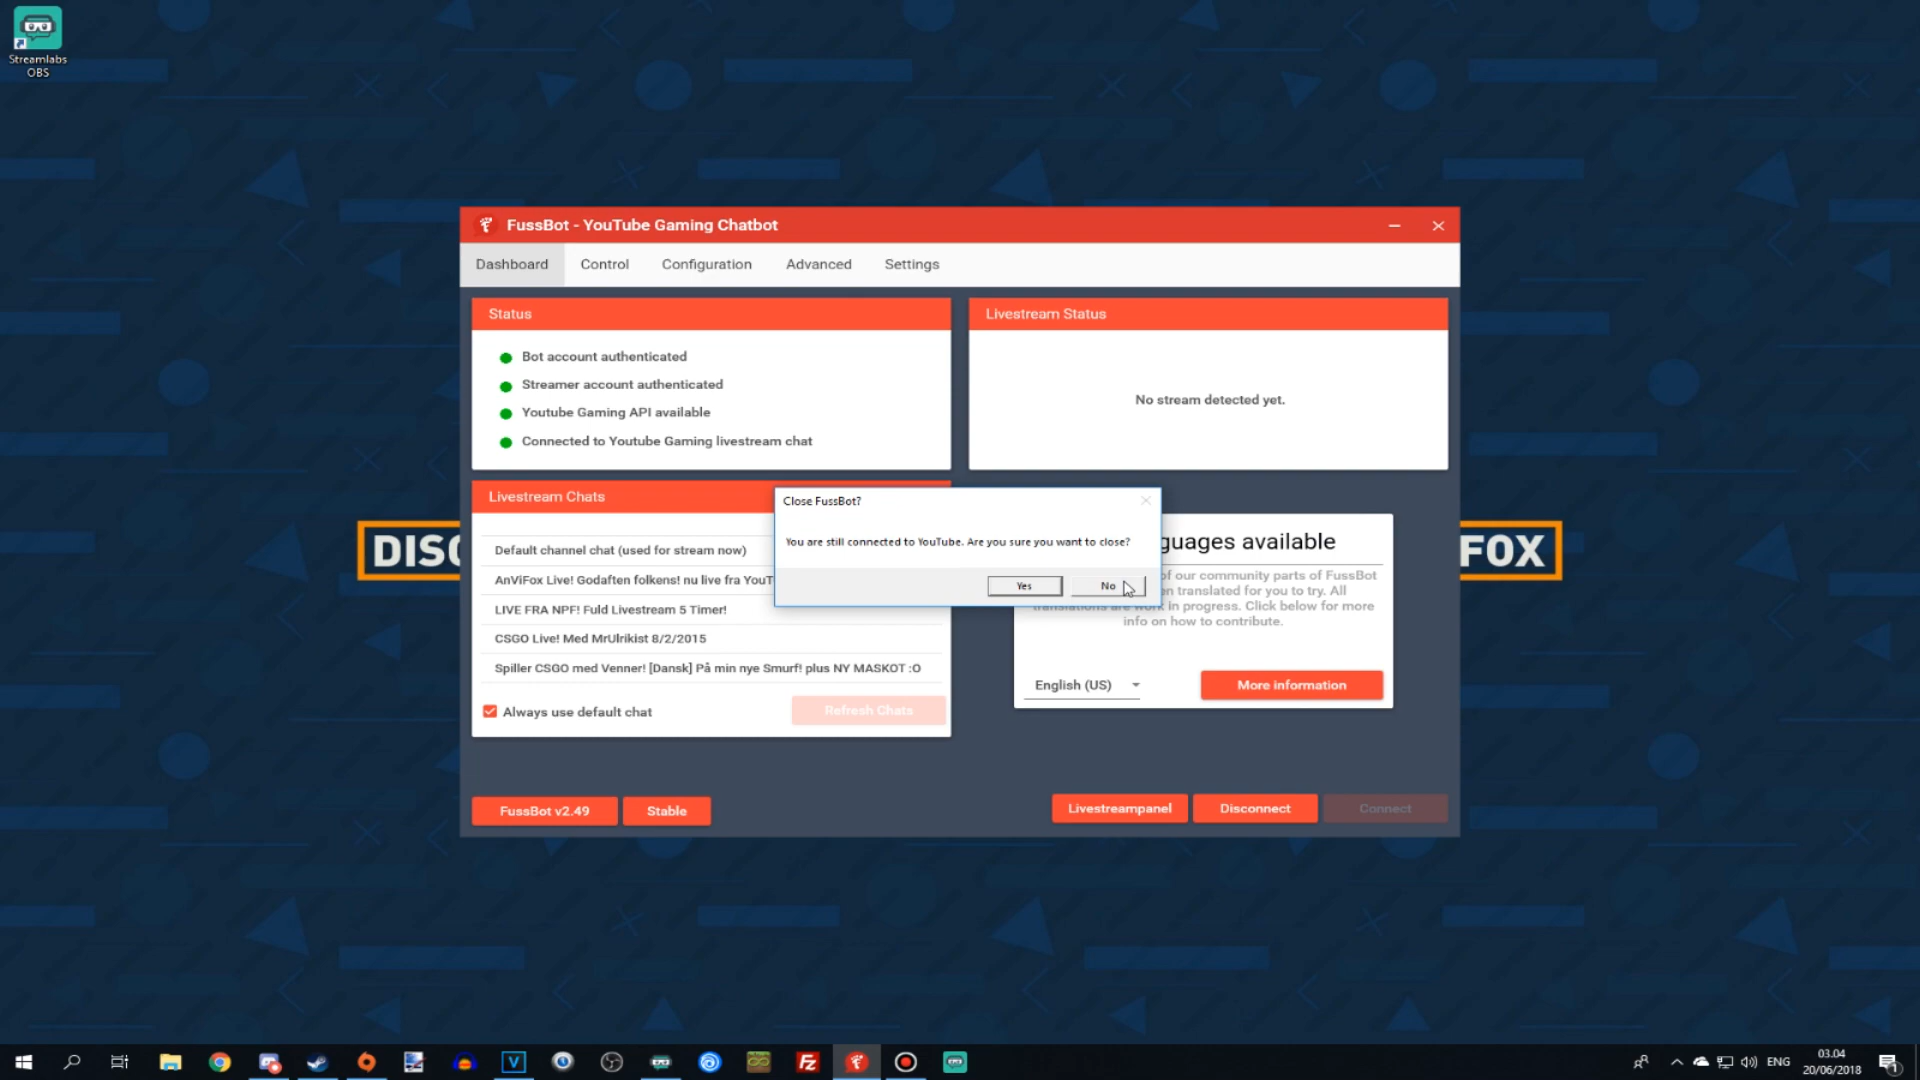 Streamlabs
OBS
FussBot - YouTube Gaming Chatbot
Dashboard Control Configuration Advanced Settings
Status
Bot account authenticated
Streamer account authenticated
Youtube Gaming API available
Connected to Youtube Gaming livestream chat
Livestream Status
No stream detected yet.
Livestream Chats
Default channel chat (used for stream now)
AnViFox Live! Godaften folkens! nu live fra YouT
LIVE FRA NPF! Fuld Livestream 5 Timer!
CSGO Live! Med MrUlrikist 8/2/2015
Spiller CSGO med Venner! [Dansk] På min nye Smurf! plus NY MASKOT :O
Always use default chat
Refresh Chats
Close FussBot?
You are still connected to YouTube. Are you sure you want to close?
Yes No
guages available
of our community parts of FussBot
en translated for you to try. All
translations are work in progress. Click below for more
info on how to contribute.
English (US)
More information
DISC
FOX
FussBot v2.49
Stable
Livestreampanel
Disconnect
Connect
ENG
03.04
20/06/2018
1